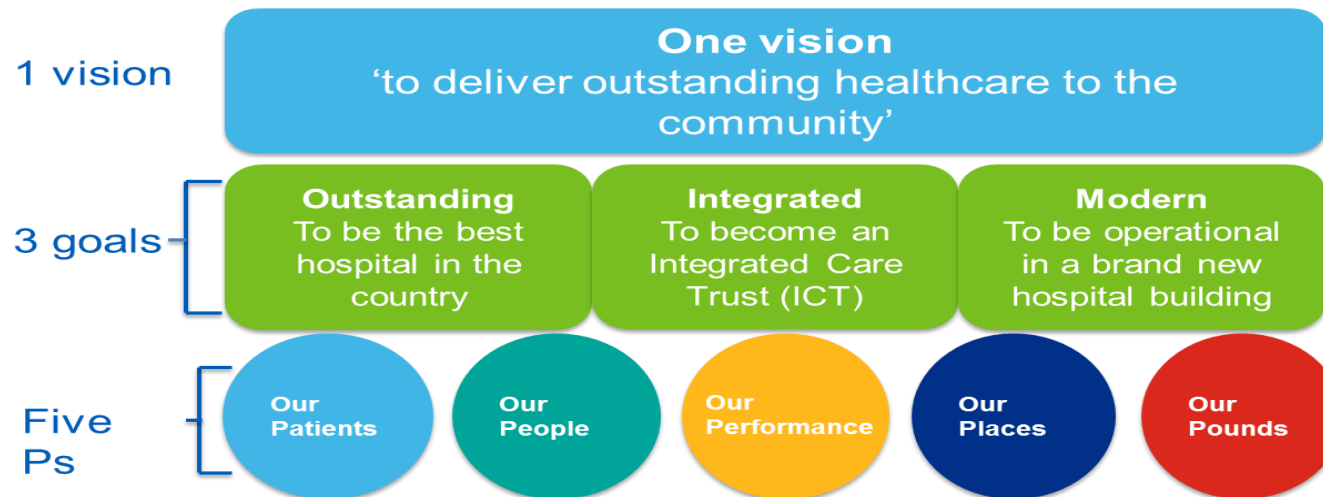 1 vision
One vision
‘to deliver outstanding healthcare to the
community’
3 goals
Outstanding
To be the best
hospital in the
country
Integrated
To become an
Integrated Care
Trust (ICT)
Modern
To be operational
in a brand new
hospital building
Five
Ps
Our
Patients
Our
People
Our
Performance
Our
Places
Our
Pounds